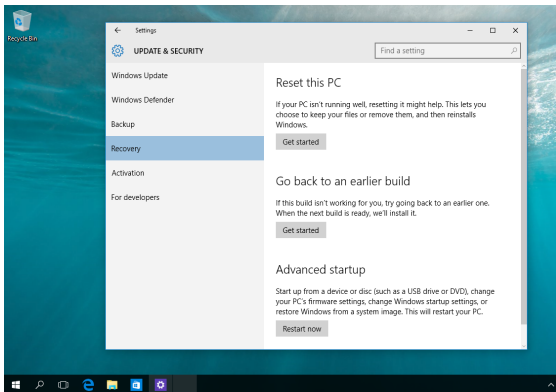 Recycle Bin
Settings
UPDATE & SECURITY
Find a setting
Windows Update
Windows Defender
Backup
Recovery
Activation
For developers
Reset this PC
If your PC isn't running well, resetting it might help. This lets you
choose to keep your files or remove them, and then reinstalls
Windows.
Get started
Go back to an earlier build
If this build isn't working for you, try going back to an earlier one.
When the next build is ready, we'll install it.
Get started
Advanced startup
Start up from a device or disc (such as a USB drive or DVD), change
your PC's firmware settings, change Windows startup settings, or
restore Windows from a system image. This will restart your PC.
Restart now